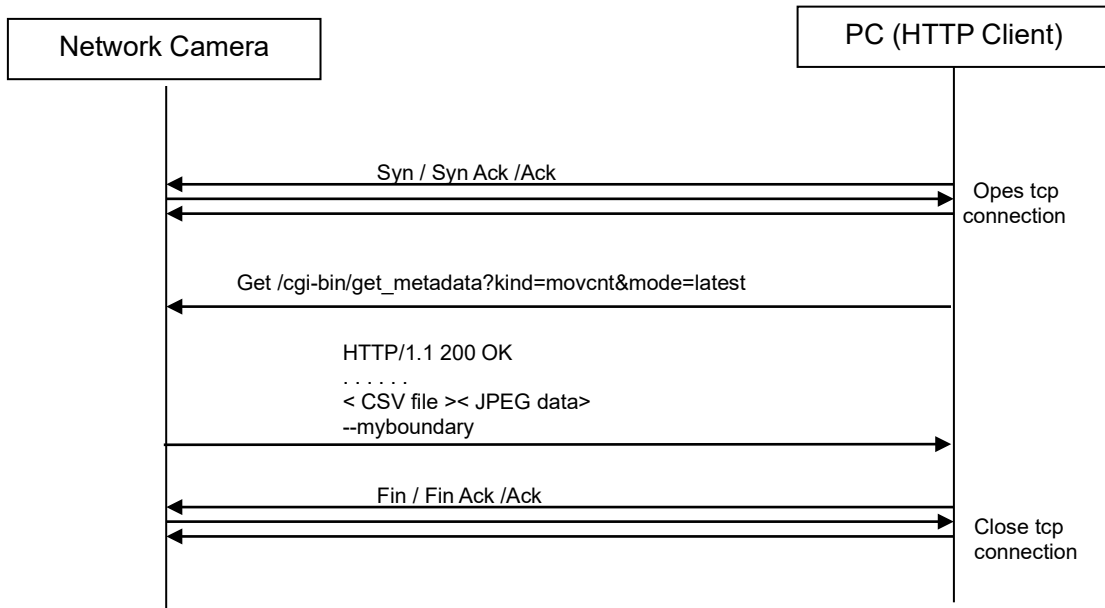 Network Camera
PC (HTTP Client)
Syn / Syn Ack /Ack
Opes tcp
connection
Get /cgi-bin/get_metadata?kind=movcnt&mode=latest
HTTP/1.1 200 OK
. . . . . .
< CSV file >< JPEG data>
--myboundary
Fin / Fin Ack /Ack
Close tcp
connection